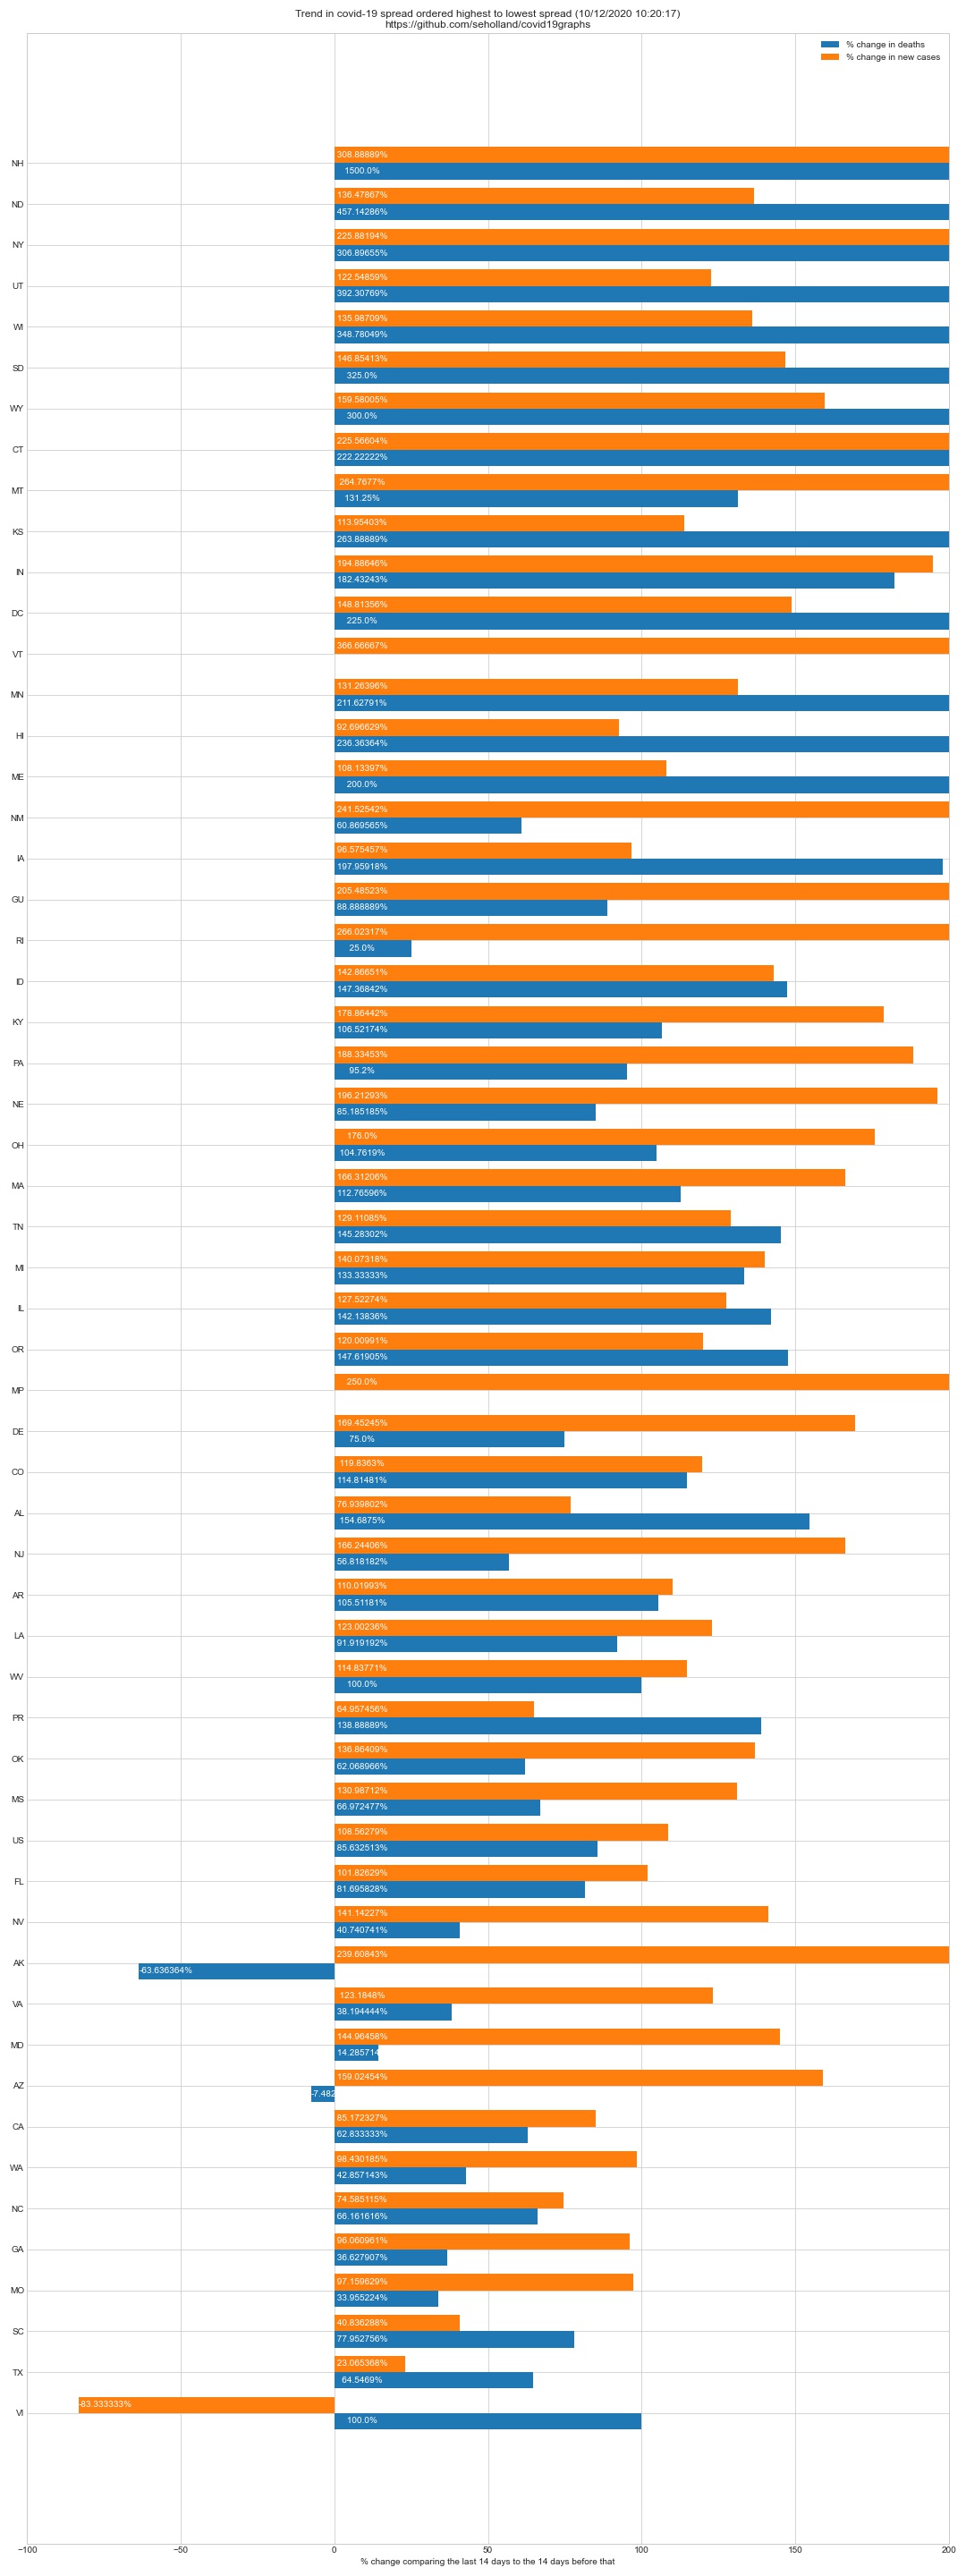 Trend in covid-19 spread ordered highest to lowest spread (10/12/2020 10:20:17)
https://github.com/seholland/covid19graphs
% change in deaths
% change in new cases
308.88889%
NH
1500.0%
136.47867%
ND
457.14286%
225.88194%
NY
306.89655%
122.54859%
UT
392.30769%
135.98709%
WI
348.78049%
146.85413%
SD
325.0%
159.58005%
WY
300.0%
225.56604%
CT
222.22222%
264.7677%
MT
131.25%
113.95403%
KS
263.88889%
194.88646%
IN
182.43243%
148.81356%
DC
225.0%
366.66667%
VT
131.26396%
MN
211.62791%
92.696629%
HI
236.36364%
108.13397%
ME
200.0%
241.52542%
NM
60.869565%
96.575457%
IA
197.95918%
205.48523%
GU
88.888889%
266.02317%
RI
25.0%
142.86651%
ID
147.36842%
178.86442%
KY
106.52174%
188.33453%
PA
95.2%
196.21293%
NE
85.185185%
176.0%
OH
104.7619%
166.31206%
MA
112.76596%
129.11085%
TN
145.28302%
140.07318%
MI
133.33333%
127.52274%
IL
142.13836%
120.00991%
OR
147.61905%
250.0%
MP
169.45245%
DE
75.0%
119.8363%
CO
114.81481%
76.939802%
AL
154.6875%
166.24406%
NJ
56.818182%
110.01993%
AR
105.51181%
123.00236%
LA
91.919192%
114.83771%
WV
100.0%
64.957456%
PR
138.88889%
136.86409%
OK
62.068966%
130.98712%
MS
66.972477%
108.56279%
US
85.632513%
101.82629%
FL
81.695828%
141.14227%
NV
40.740741%
239.60843%
AK
-63.636364%
123.1848%
VA
38.194444%
144.96458%
MD
14.285714
159.02454%
AZ
-7.482
85.172327%
CA
62.833333%
98.430185%
WA
42.857143%
74.585115%
NC
66.161616%
96.060961%
GA
36.627907%
97.159629%
MO
33.955224%
40.836288%
SC
77.952756%
23.065368%
TX
64.5469%
-83.333333%
VI
100.0%
−100 −50 0 50 100 150 200
% change comparing the last 14 days to the 14 days before that